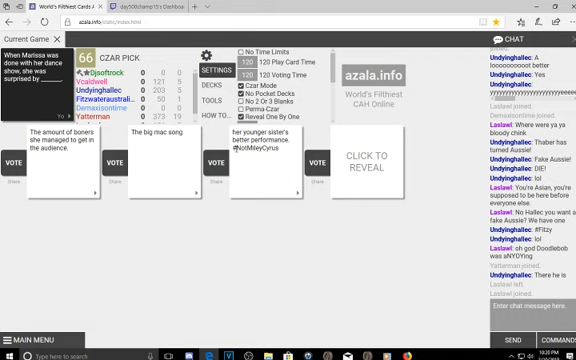 World's Filthiest Cards A
day500champ15's Dashboa
azala.info/static/index.html
Current Game
When Marissa was done with her dance show, she was surprised by ______.
66
CZAR PICK
Djsoftrock 0 0 0
Vcaldwell 0 121 5
Undyinghallec 0 203 5
Fitzwateraustrali... 0
Demaxisontime 0 0 0
Yatterman 0 373 19
SETTINGS
DECKS
TOOLS
HOW TO...
No Time Limits
120 120 Play Card Time
120 120 Voting Time
Czar Mode
No Pocket Decks
No 2 Or 3 Blanks
Perma-Czar
Reveal One By One
azala.info
World's Filthiest
CAH Online
VOTE
Share
The amount of boners she managed to get in the audience.
VOTE
Share
The big mac song
VOTE
Share
her younger sister's better performance. #NotMileyCyrus
VOTE
Share
CLICK TO
REVEAL
CHAT
joined.
Undyinghallec: A
looooooooooor better
Undyinghallec: Yes
Undyinghallec:
Laslawl joined.
Demaxisontime joined.
Laslawl: Where were ya ya
bloody chink
Undyinghallec: Thaber has
turned Aussie!
Undyinghallec: Fake Aussie!
Undyinghallec: DIE!
Undyinghallec: lol
Laslawl: You're Asian, you're
supposed to be here before
everyone else.
Laslawl: No Hallec you want a
fake Aussie? We have one
Undyinghallec: #Fitzy
Undyinghallec: lol
Laslawl: oh god Doodlebob
was aNYOYing
Yatterman joined.
Undyinghallec: There he is
Laslawl left.
Laslawl joined.
Enter chat message here.
MAIN MENU
SEND
COMMANDS
Type here to search
10:20 PM